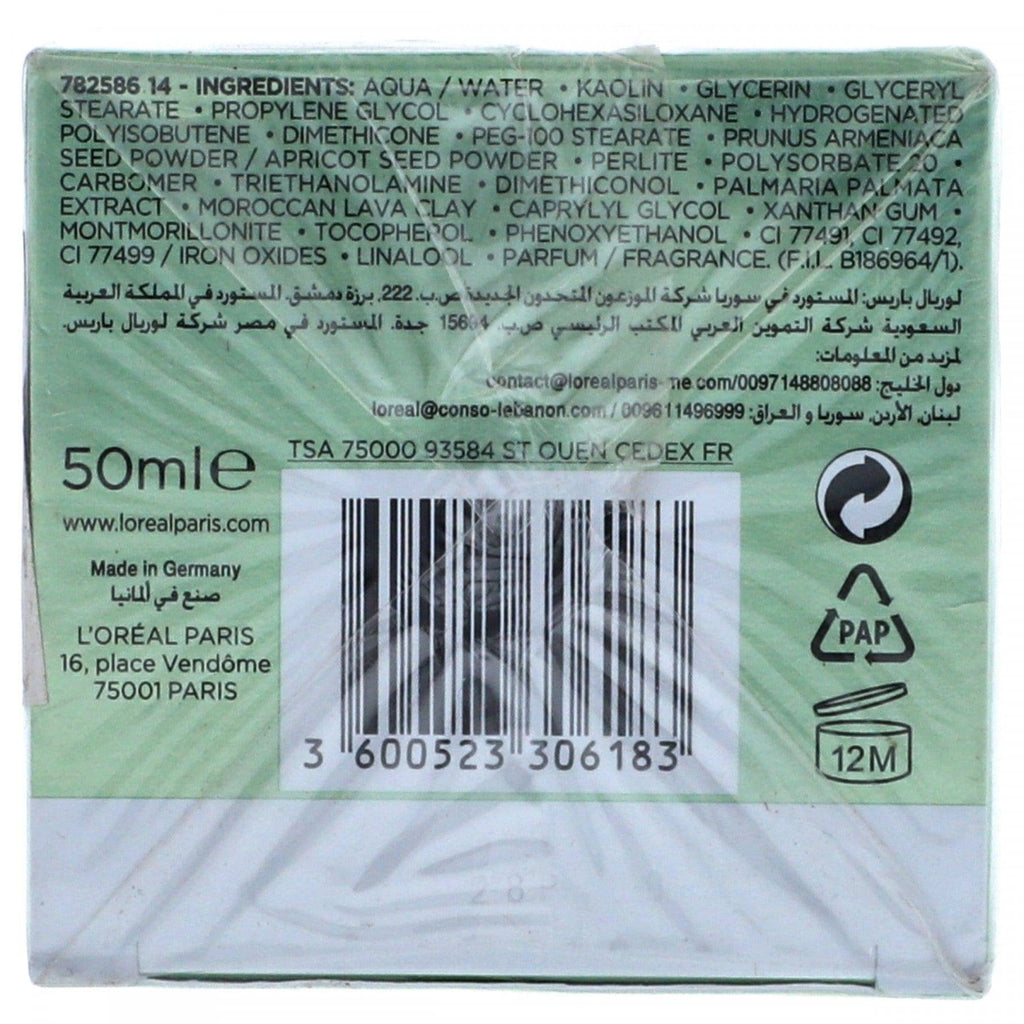 782586 14 - INGREDIENTS: AQUA / WATER • KAOLIN • GLYCERIN • GLYCERYL
STEARATE • PROPYLENE GLYCOL • CYCLOHEXASILOXANE • HYDROGENATED
POLYISOBUTENE • DIMETHICONE • PEG-100 STEARATE • PRUNUS ARMENIACA
SEED POWDER / APRICOT SEED POWDER • PERLITE • POLYSORBATE 20 •
CARBOMER • TRIETHANOLAMINE • DIMETHICONOL • PALMARIA PALMATA
EXTRACT • MOROCCAN LAVA CLAY • CAPRYLYL GLYCOL • XANTHAN GUM •
MONTMORILLONITE • TOCOPHEROL • PHENOXYETHANOL • CI 77491, CI 77492,
CI 77499 / IRON OXIDES • LINALOOL • PARFUM / FRAGRANCE. (F.I.L. B186964/1).
لوريال باريس: المستورد في سوريا شركة الموزعون المتحدون الجديدة ص.ب. 222، برزة دمشق. المستورد في المملكة العربية
السعودية شركة التموين العربي المكتب الرئيسي ص.ب. 15694 جدة. المستورد في مصر شركة لوريال باريس.
لمزيد من المعلومات:
دول الخليج: contact@lorealparis-me.com/0097148808088
لبنان, الأردن, سوريا و العراق: loreal@conso-lebanon.com / 009611496999
TSA 75000 93584 ST OUEN CEDEX FR
50ml e
www.lorealparis.com
Made in Germany
صنع في ألمانيا
L'ORÉAL PARIS
16, place Vendôme
75001 PARIS
3 600523 306183
PAP
12M